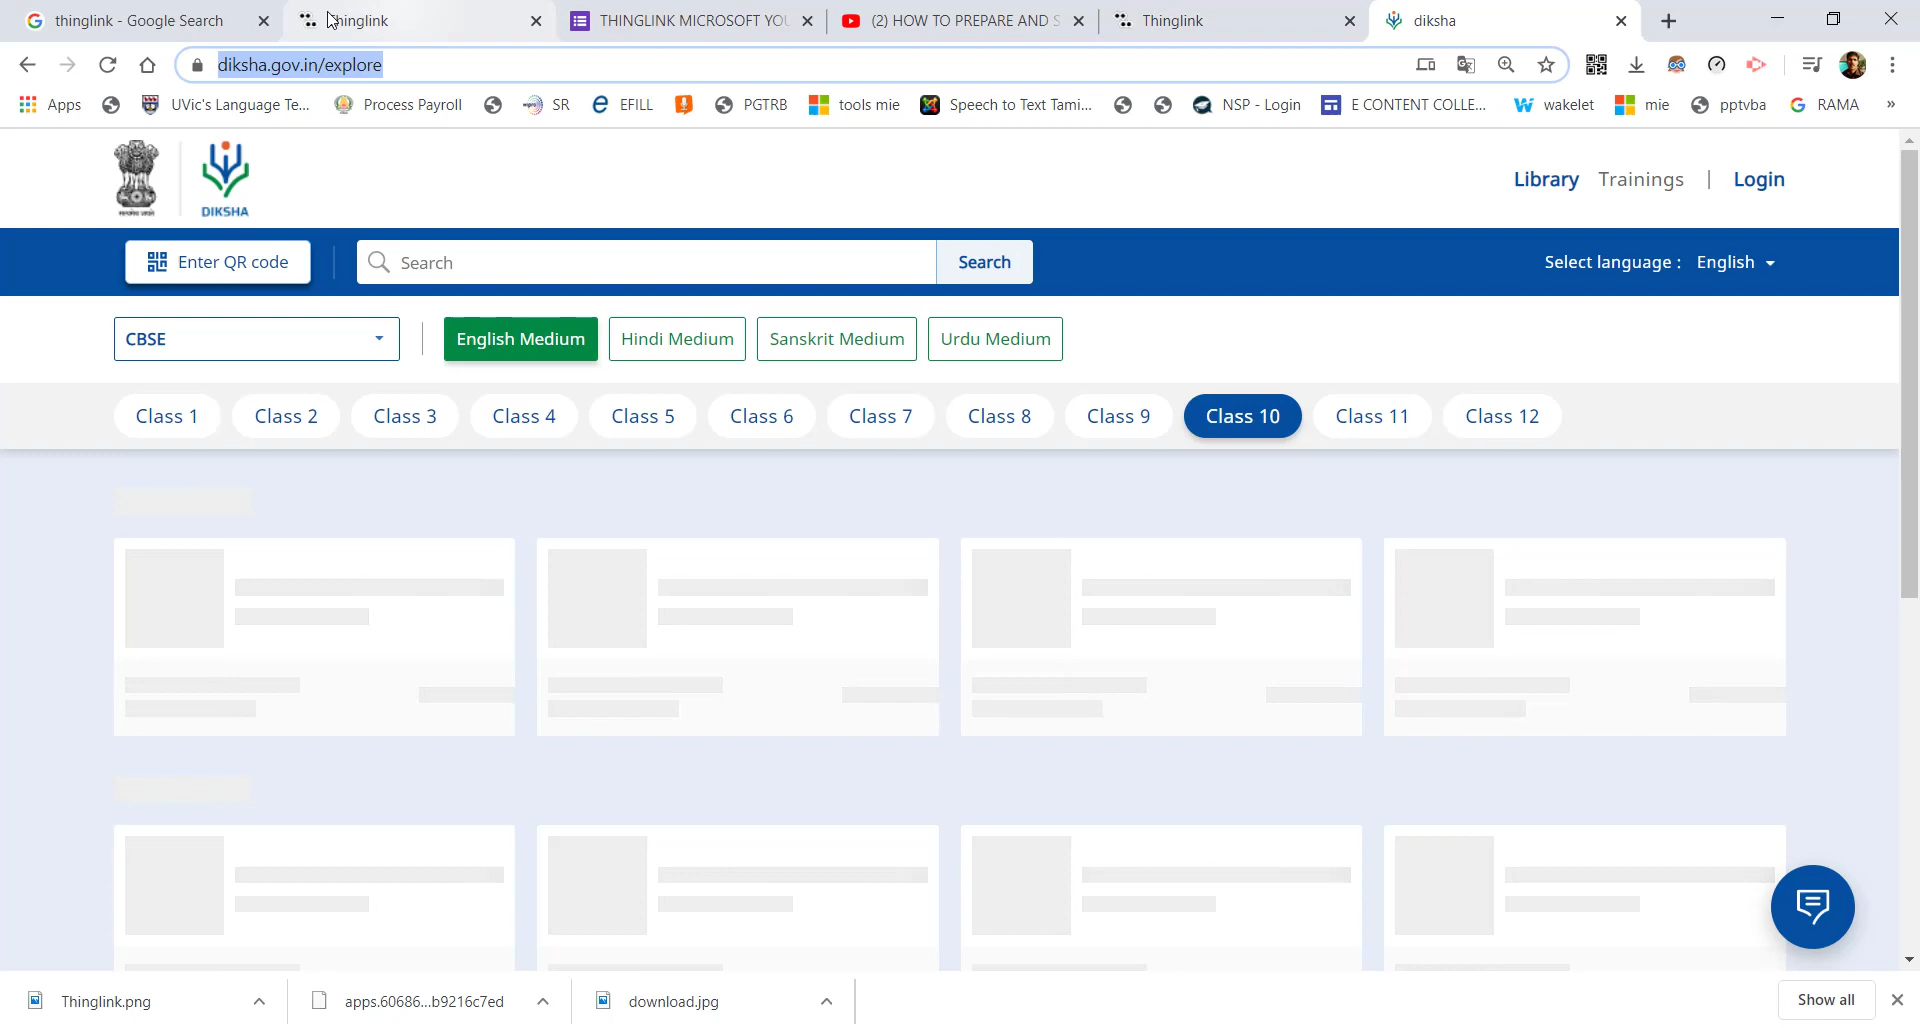 thinglink - Google Search
hinglink
THINGLINK MICROSOFT YOU
(2) HOW TO PREPARE AND S
Thinglink
diksha
diksha.gov.in/explore
Apps
UVic's Language Te...
Process Payroll
SR
EFILL
PGTRB
tools mie
Speech to Text Tami...
NSP - Login
E CONTENT COLLE...
wakelet
mie
pptvba
RAMA
»
DIKSHA
Library Trainings | Login
Enter QR code
Search
Search
Select language : English
CBSE
English Medium
Hindi Medium
Sanskrit Medium
Urdu Medium
Class 1
Class 2
Class 3
Class 4
Class 5
Class 6
Class 7
Class 8
Class 9
Class 10
Class 11
Class 12
Thinglink.png
apps.60686...b9216c7ed
download.jpg
Show all